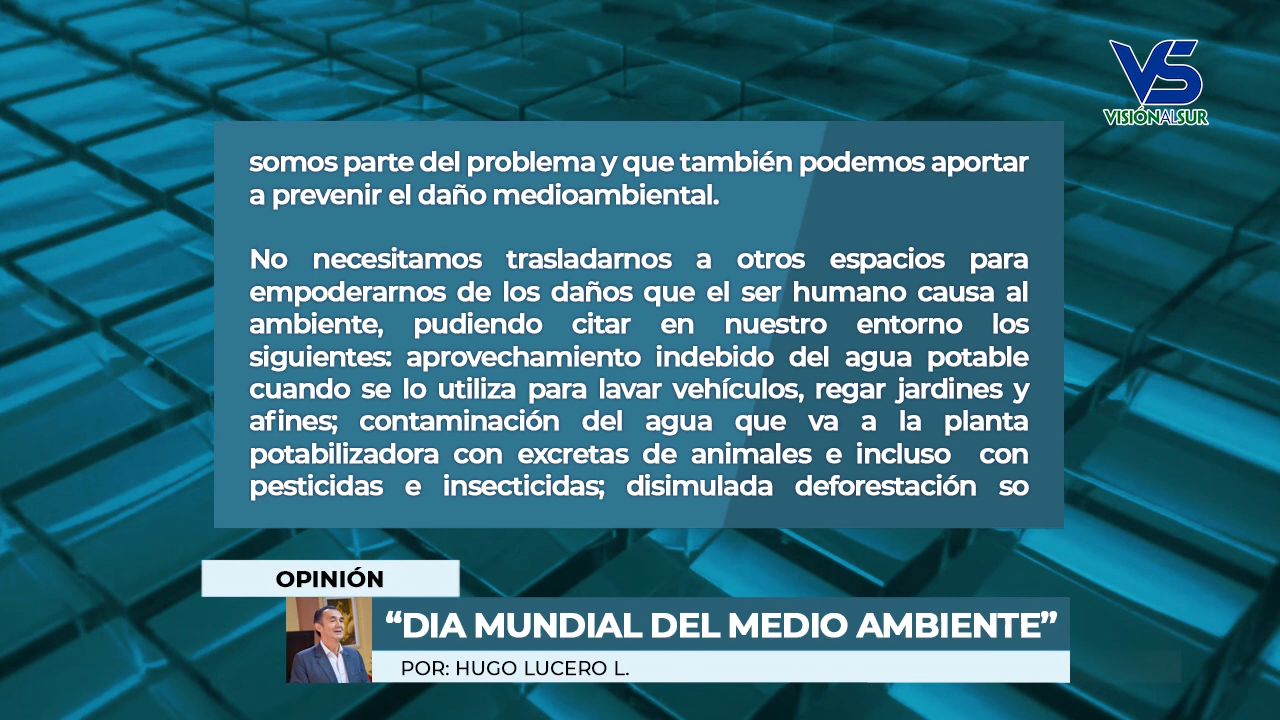 VS
VISIÓNALSUR
somos parte del problema y que también podemos aportar
a prevenir el daño medioambiental.
No necesitamos trasladarnos a otros espacios para
empoderarnos de los daños que el ser humano causa al
ambiente, pudiendo citar en nuestro entorno los
siguientes: aprovechamiento indebido del agua potable
cuando se lo utiliza para lavar vehículos, regar jardines y
afines; contaminación del agua que va a la planta
potabilizadora con excretas de animales e incluso con
pesticidas e insecticidas; disimulada deforestación so
OPINIÓN
“DIA MUNDIAL DEL MEDIO AMBIENTE”
POR: HUGO LUCERO L.